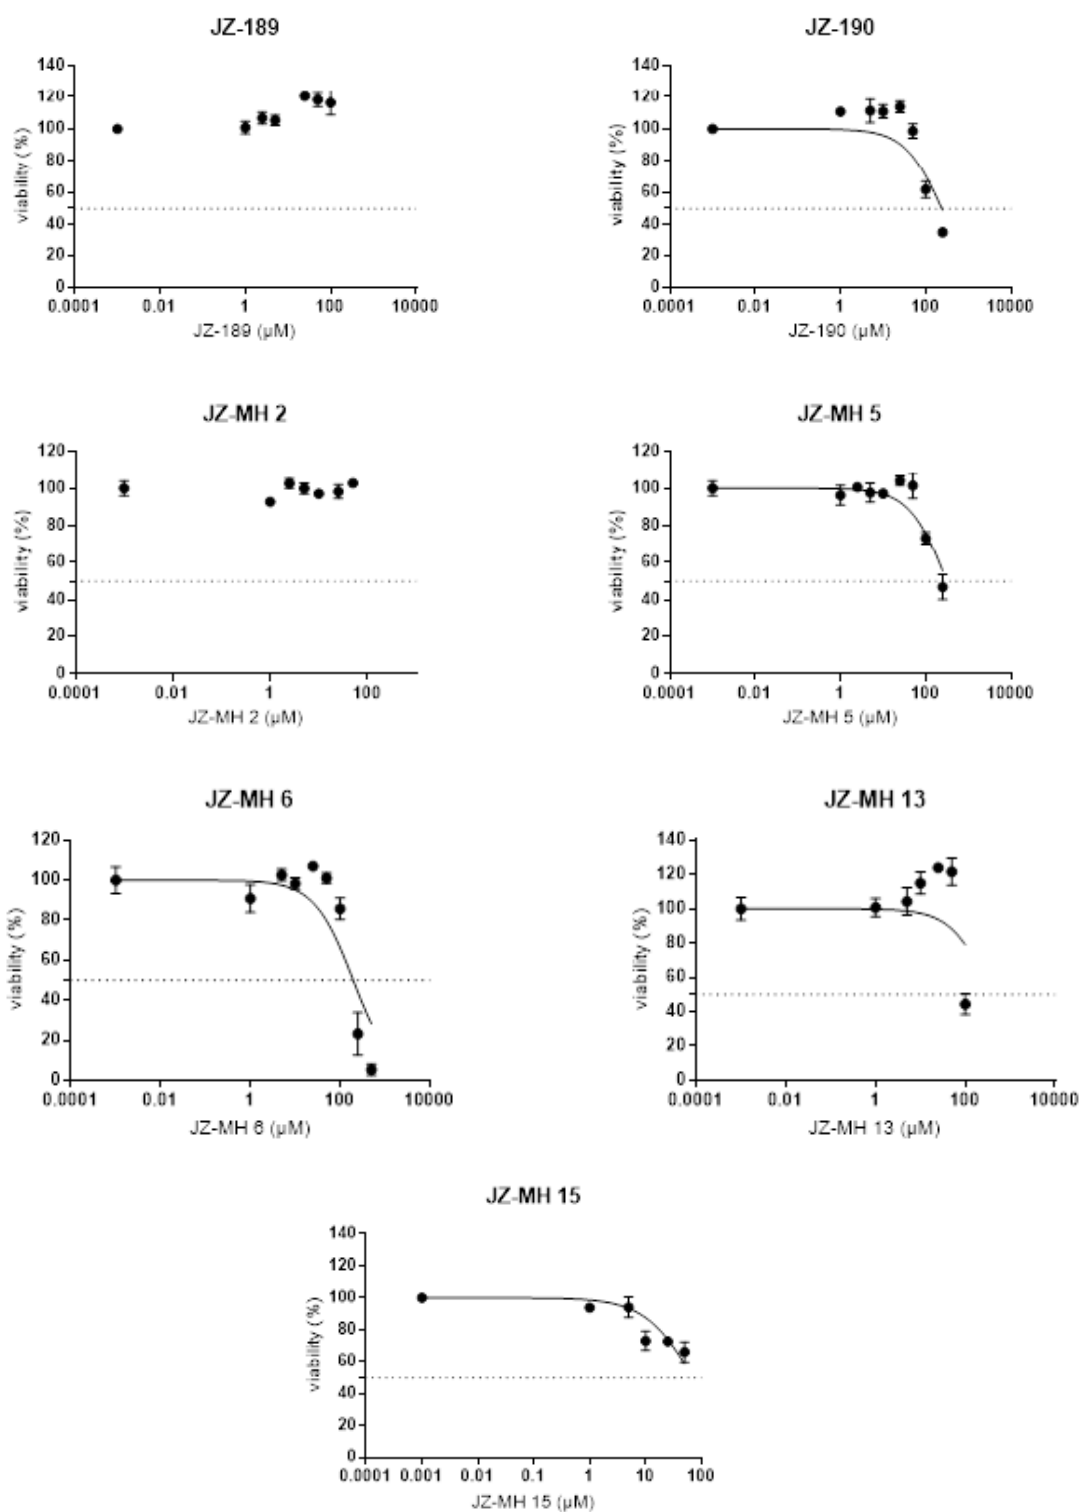 JZ-189
140
120
100
80
60
40
20
0
viability (%)
0.0001 0.01 1 100 10000
JZ-189 (µM)
JZ-190
140
120
100
80
60
40
20
0
viability (%)
0.0001 0.01 1 100 10000
JZ-190 (µM)
JZ-MH 2
120
100
80
60
40
20
0
viability (%)
0.0001 0.01 1 100
JZ-MH 2 (µM)
JZ-MH 5
120
100
80
60
40
20
0
viability (%)
0.0001 0.01 1 100 10000
JZ-MH 5 (µM)
JZ-MH 6
120
100
80
60
40
20
0
viability (%)
0.0001 0.01 1 100 10000
JZ-MH 6 (µM)
JZ-MH 13
140
120
100
80
60
40
20
0
viability (%)
0.0001 0.01 1 100 10000
JZ-MH 13 (µM)
JZ-MH 15
140
120
100
80
60
40
20
0
viability (%)
0.0001 0.001 0.01 0.1 1 10 100
JZ-MH 15 (µM)